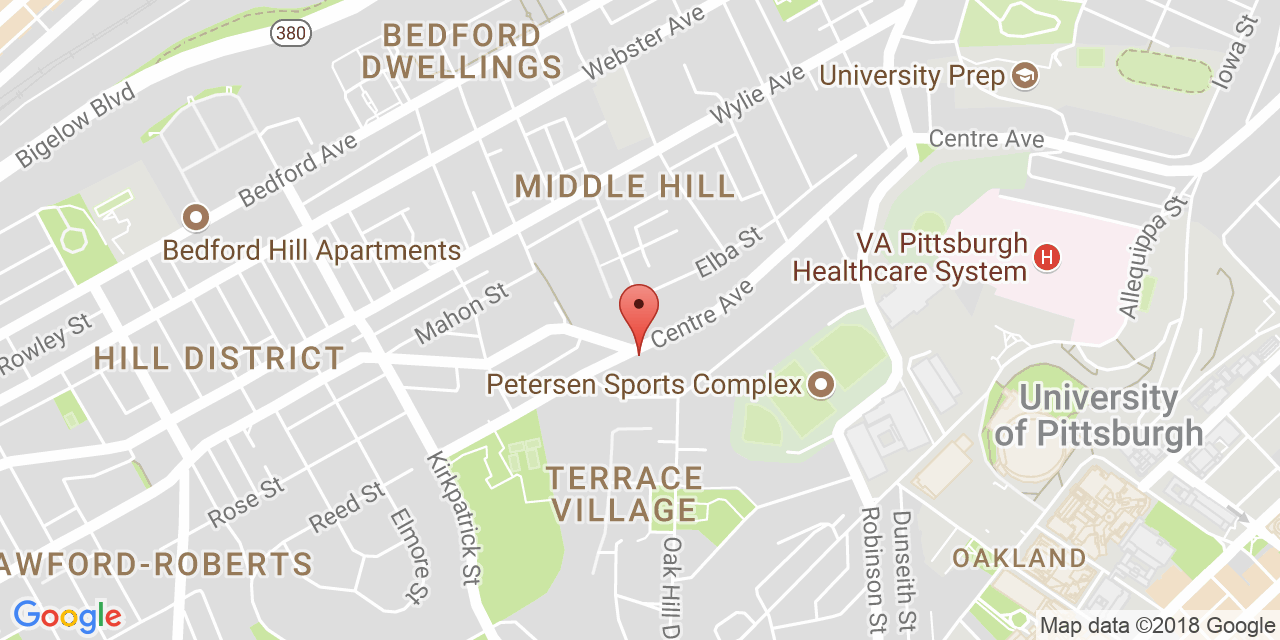 380
BEDFORD
DWELLINGS
Webster Ave
Bigelow Blvd
Wylie Ave
University Prep
Iowa St
Centre Ave
Bedford Ave
MIDDLE HILL
Bedford Hill Apartments
Elba St
VA Pittsburgh
Healthcare System
H
Allequippa St
Mahon St
Centre Ave
Rowley St
HILL DISTRICT
Petersen Sports Complex
University
of Pittsburgh
TERRACE
VILLAGE
Kirkpatrick St
Rose St
Reed St
Elmore St
Oak Hill D
Robinson St
Dunseith St
OAKLAND
AWFORD-ROBERTS
Google
Map data ©2018 Google